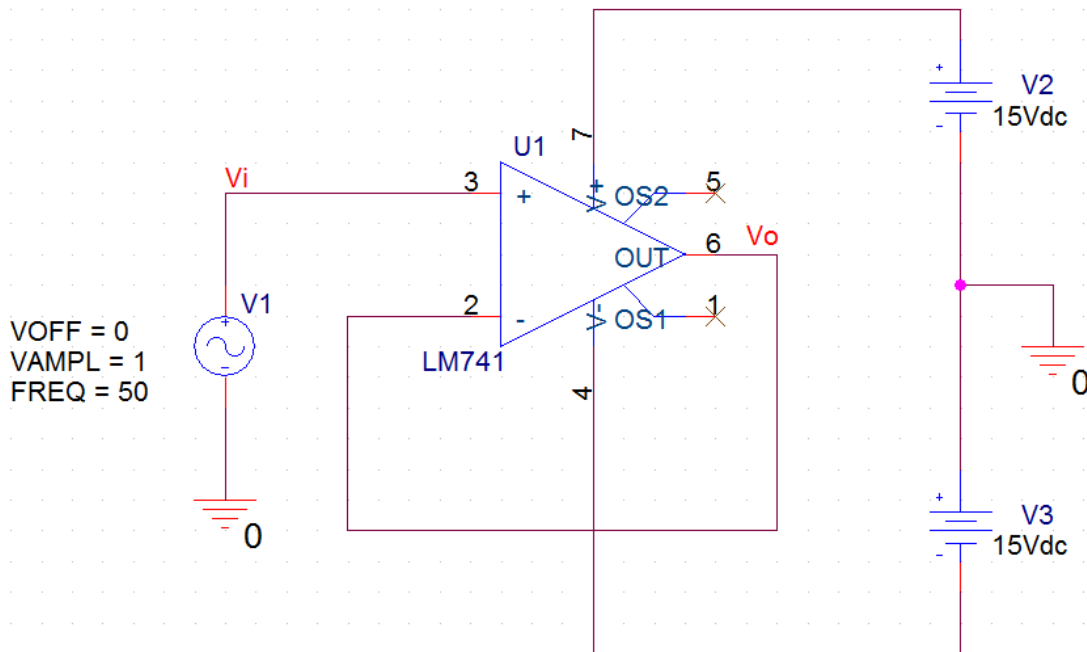 V2
15Vdc
7
U1
Vi
3
+
V+
OS2
5
6
Vo
OUT
V1
2
-
V-
OS1
1
VOFF = 0
VAMPL = 1
FREQ = 50
LM741
4
0
0
V3
15Vdc